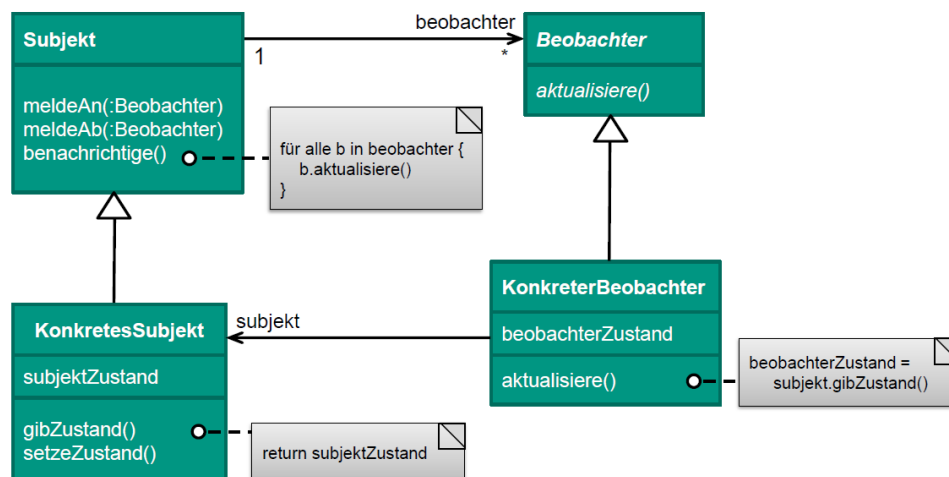 Subjekt
beobachter
1
*
Beobachter
aktualisiere()
meldeAn(:Beobachter)
meldeAb(:Beobachter)
benachrichtige()
für alle b in beobachter {
b.aktualisiere()
}
KonkretesSubjekt
subjektZustand
gibZustand()
setzeZustand()
return subjektZustand
subjekt
KonkreterBeobachter
beobachterZustand
aktualisiere()
beobachterZustand =
subjekt.gibZustand()